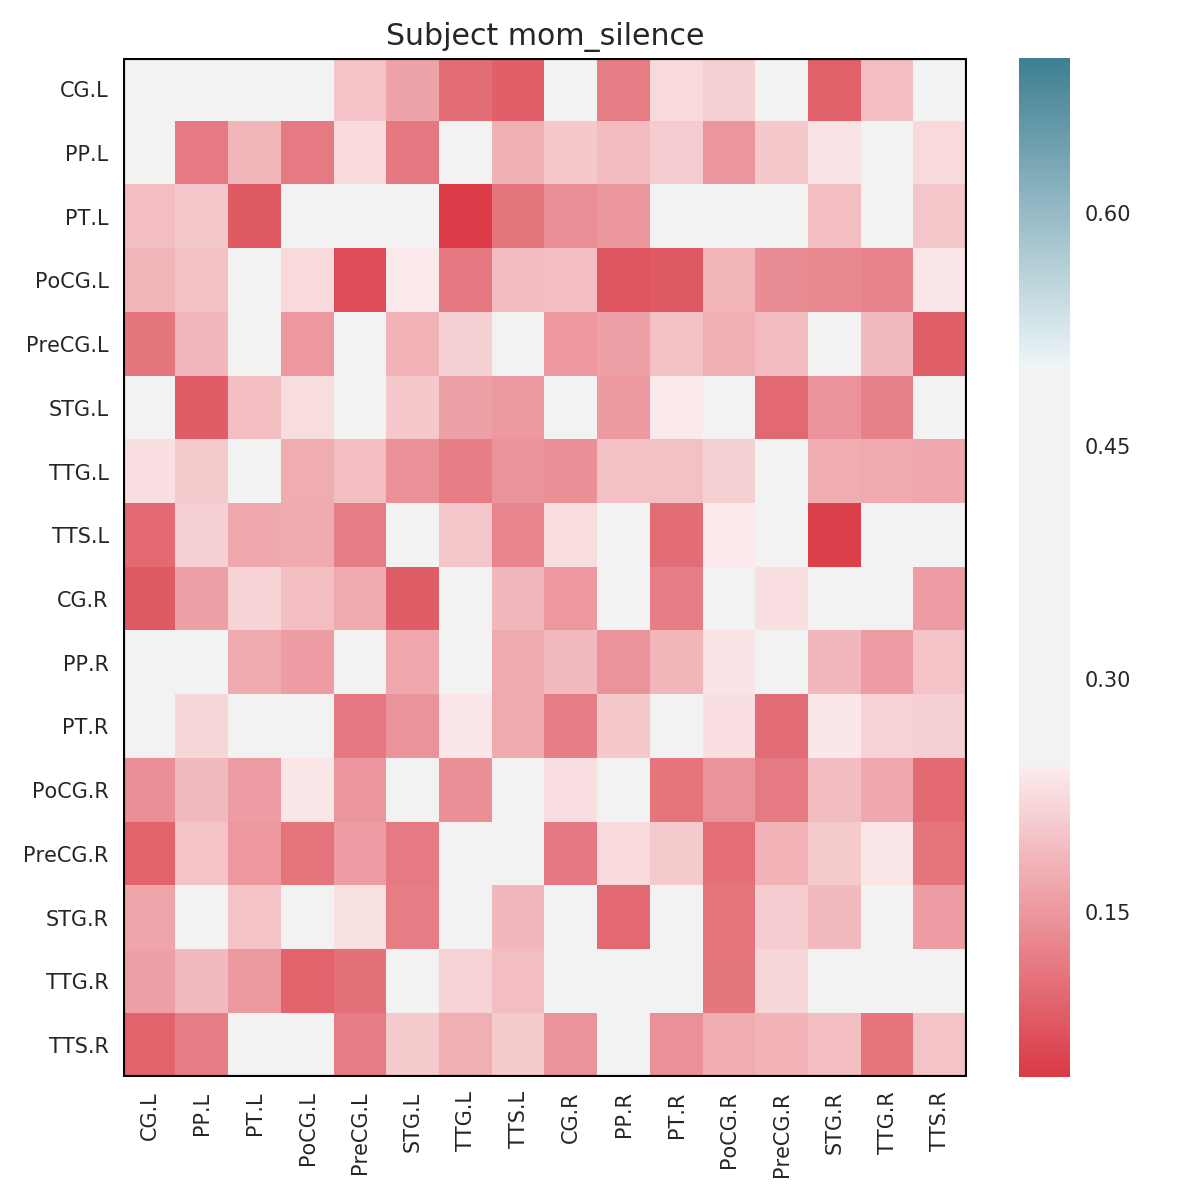 Subject mom_silence
CG.L
PP.L
PT.L
PoCG.L
PreCG.L
STG.L
TTG.L
TTS.L
CG.R
PP.R
PT.R
PoCG.R
PreCG.R
STG.R
TTG.R
TTS.R
CG.L PP.L PT.L PoCG.L PreCG.L STG.L TTG.L TTS.L CG.R PP.R PT.R PoCG.R PreCG.R STG.R TTG.R TTS.R
0.60
0.45
0.30
0.15